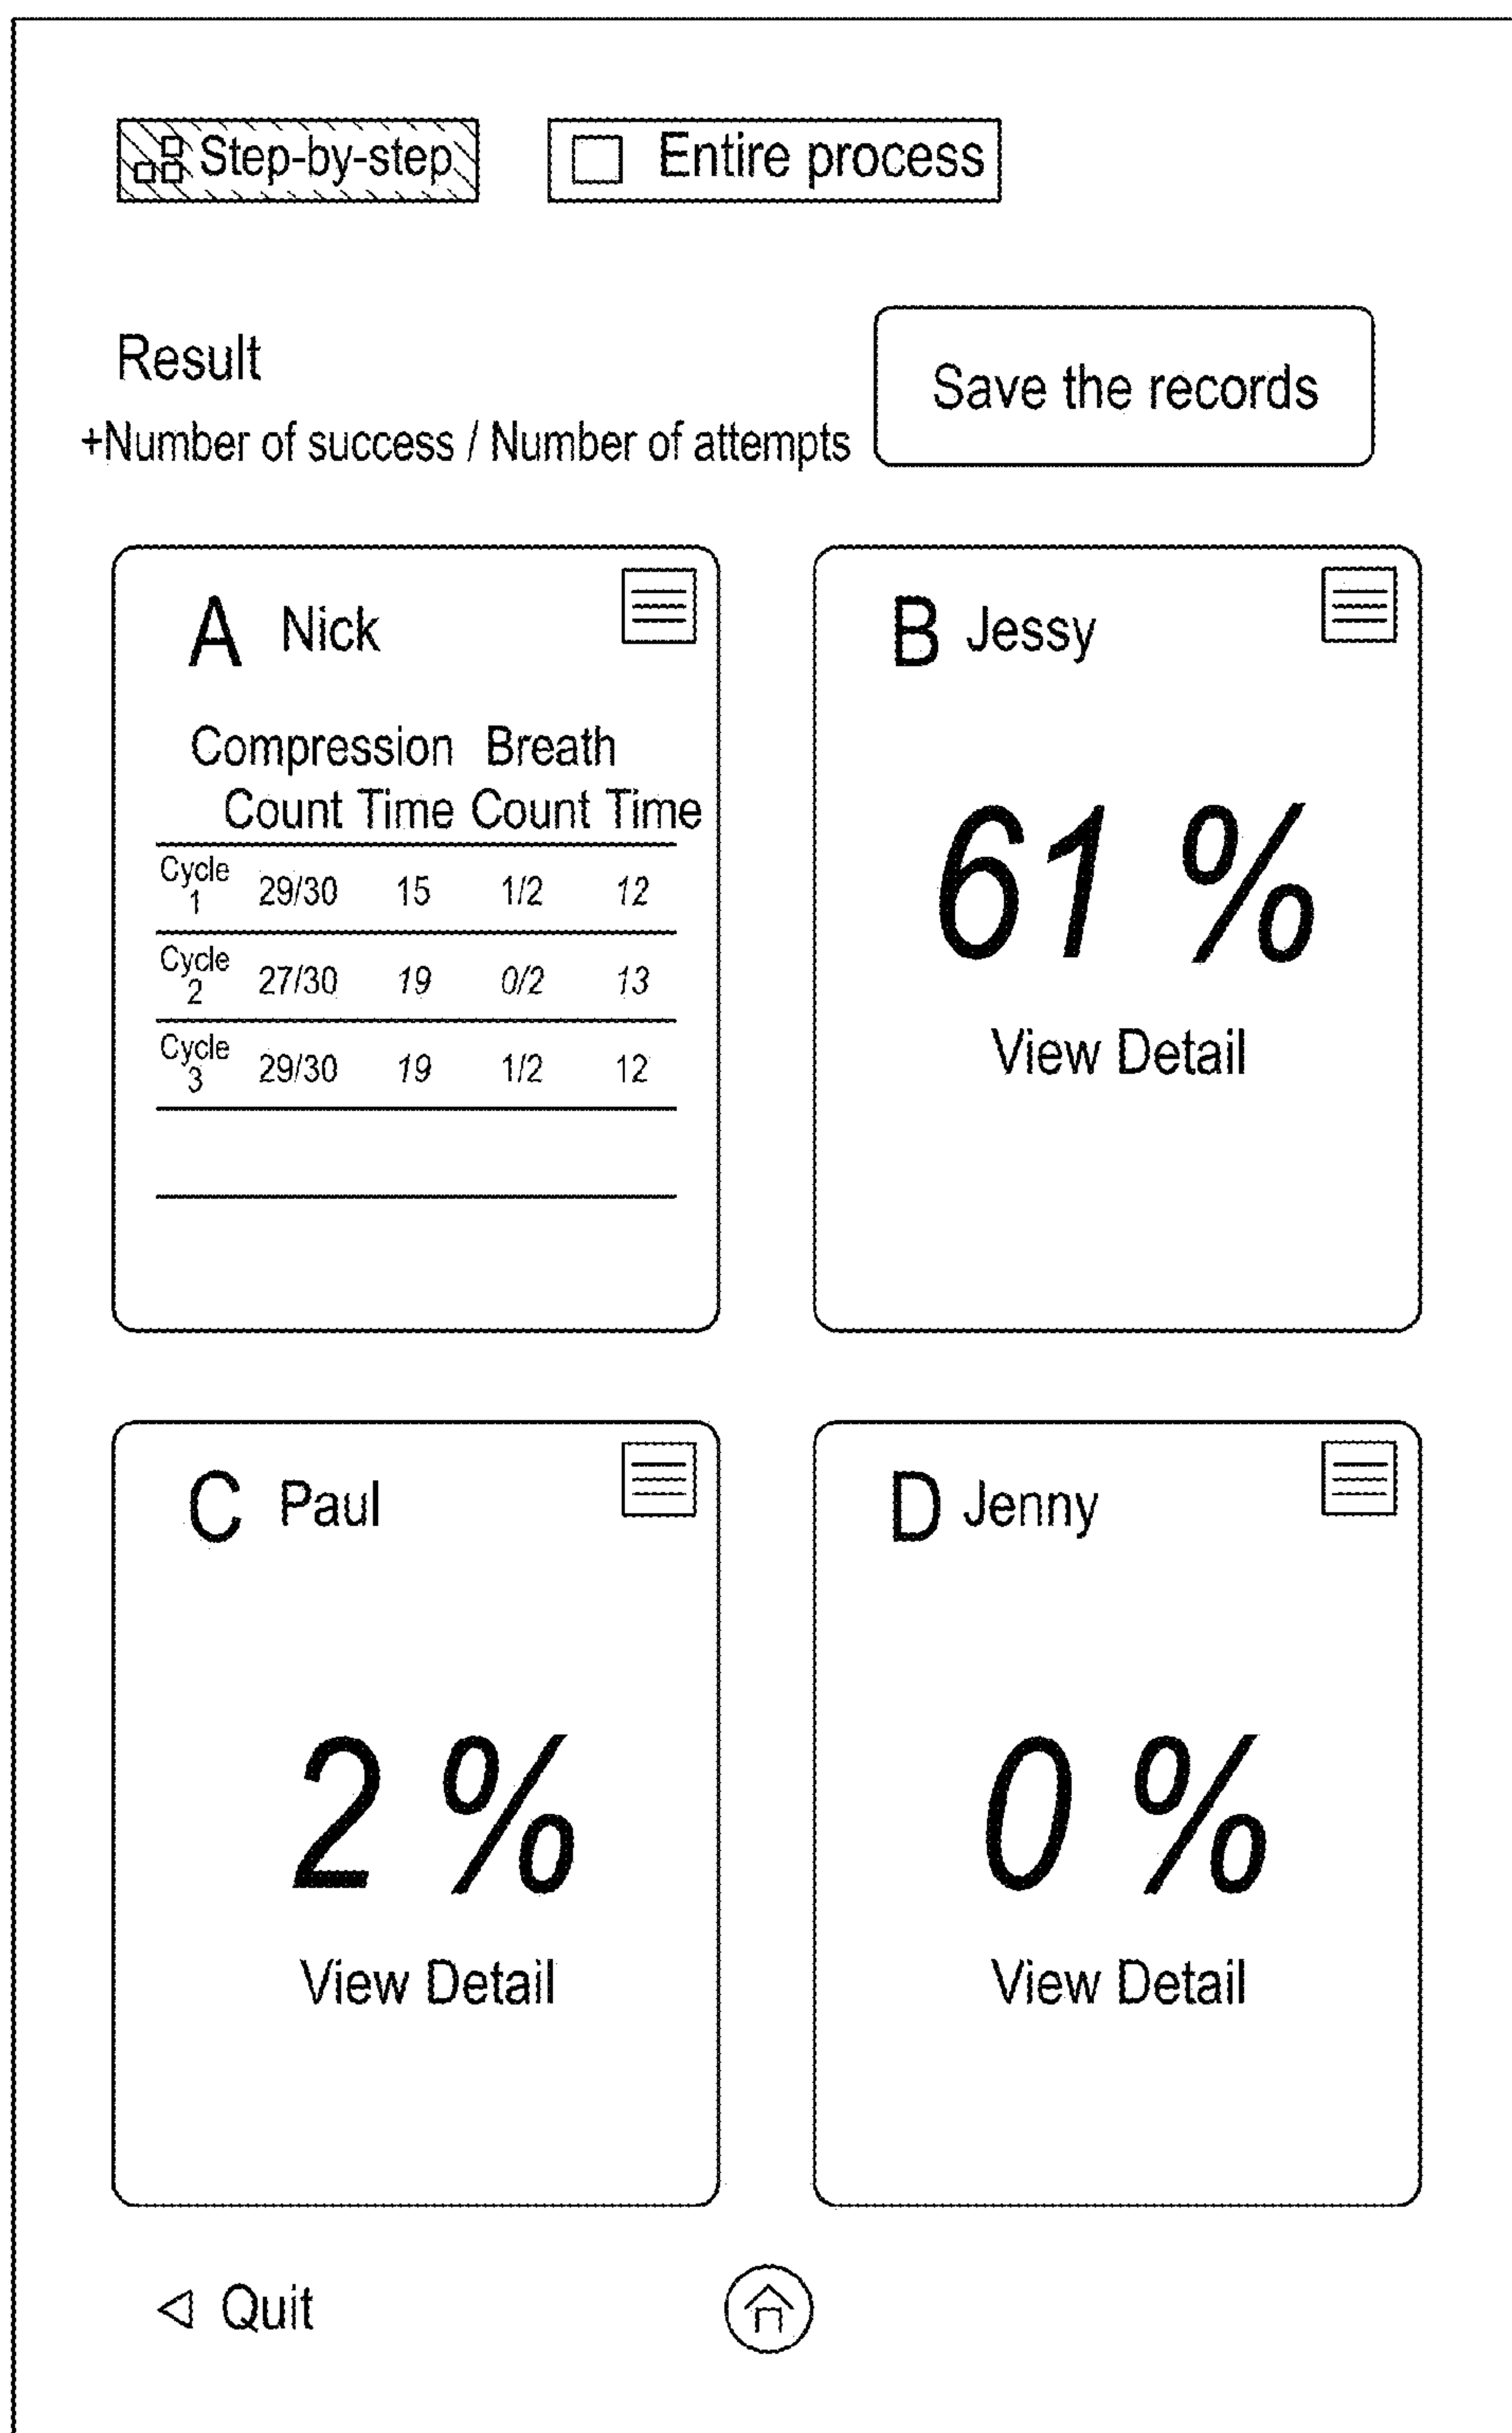 Step-by-step Entire process
Result
+Number of success / Number of attempts
Save the records
A Nick
Compression Breath
Count Time Count Time
Cycle 1 29/30 15 1/2 12
Cycle 2 27/30 19 0/2 13
Cycle 3 29/30 19 1/2 12
B Jessy
61 %
View Detail
C Paul
2 %
View Detail
D Jenny
0 %
View Detail
Quit